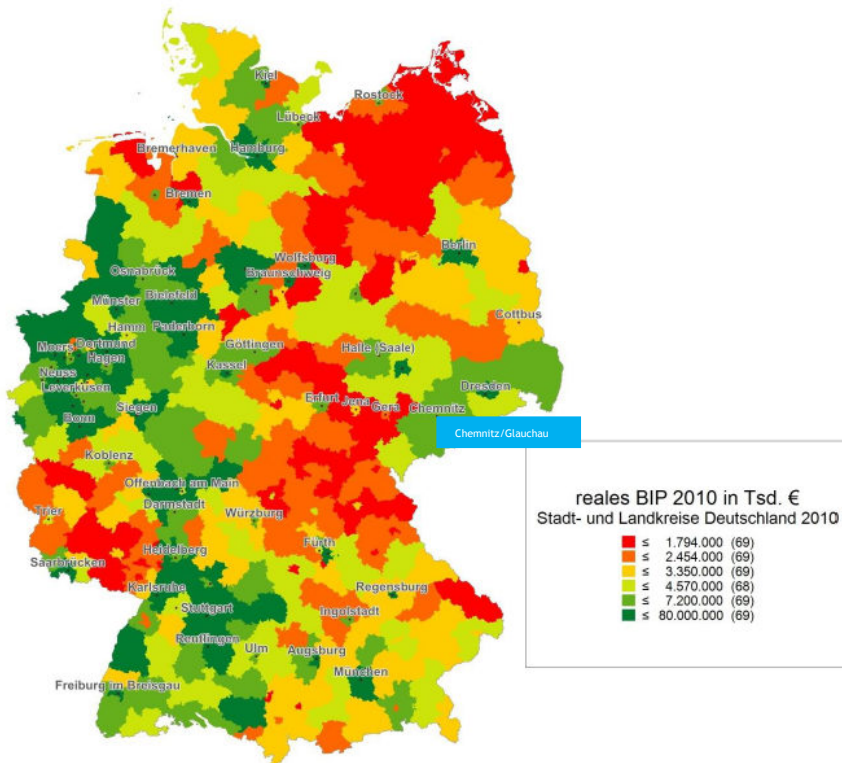 Kiel
Rostock
Lübeck
Bremerhaven
Hamburg
Bremen
Berlin
Wolfsburg
Braunschweig
Osnabrück
Münster
Bielefeld
Cottbus
Hamm
Paderborn
Moers
Dortmund
Göttingen
Halle (Saale)
Hagen
Kassel
Neuss
Leverkusen
Dresden
Erfurt
Jena
Gera
Chemnitz
Siegen
Bonn
Chemnitz/Glauchau
Koblenz
Offenbach am Main
Darmstadt
Trier
Würzburg
Heidelberg
Fürth
Saarbrücken
Karlsruhe
Regensburg
Stuttgart
Ingolstadt
Reutlingen
Ulm
Augsburg
München
Freiburg im Breisgau
reales BIP 2010 in Tsd. €
Stadt- und Landkreise Deutschland 2010
≤ 1.794.000 (69)
≤ 2.454.000 (69)
≤ 3.350.000 (69)
≤ 4.570.000 (68)
≤ 7.200.000 (69)
≤ 80.000.000 (69)